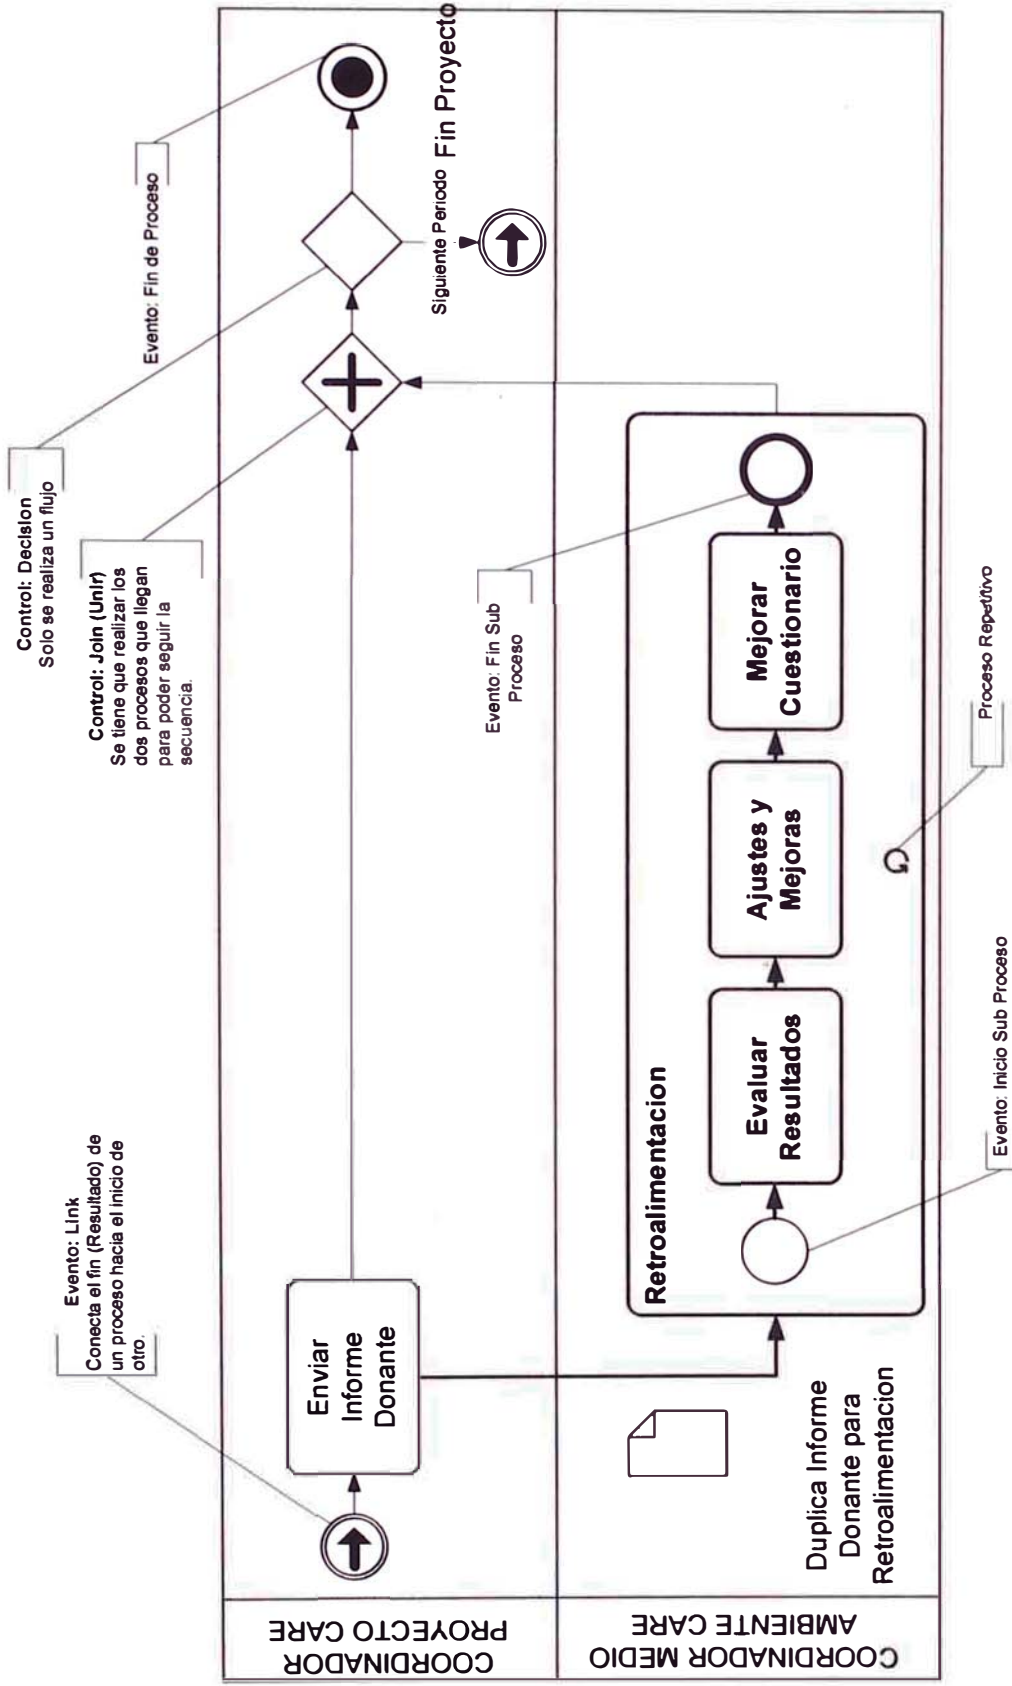 Evento: Link
Conecta el fin (Resultado) de
un proceso hacia el inicio de
otro.
Control: Decision
Solo se realiza un flujo
Control: Join (Unir)
Se tiene que realizar los
dos procesos que llegan
para poder seguir la
secuencia.
Evento: Fin de Proceso
COORDINADOR
PROYECTO CARE
Enviar
Informe
Donante
Siguiente Periodo
Fin Proyecto
Evento: Fin Sub
Proceso
COORDINADOR MEDIO
AMBIENTE CARE
Duplica Informe
Donante para
Retroalimentacion
Retroalimentacion
Evaluar
Resultados
Ajustes y
Mejoras
Mejorar
Cuestionario
Evento: Inicio Sub Proceso
Proceso Repetitivo